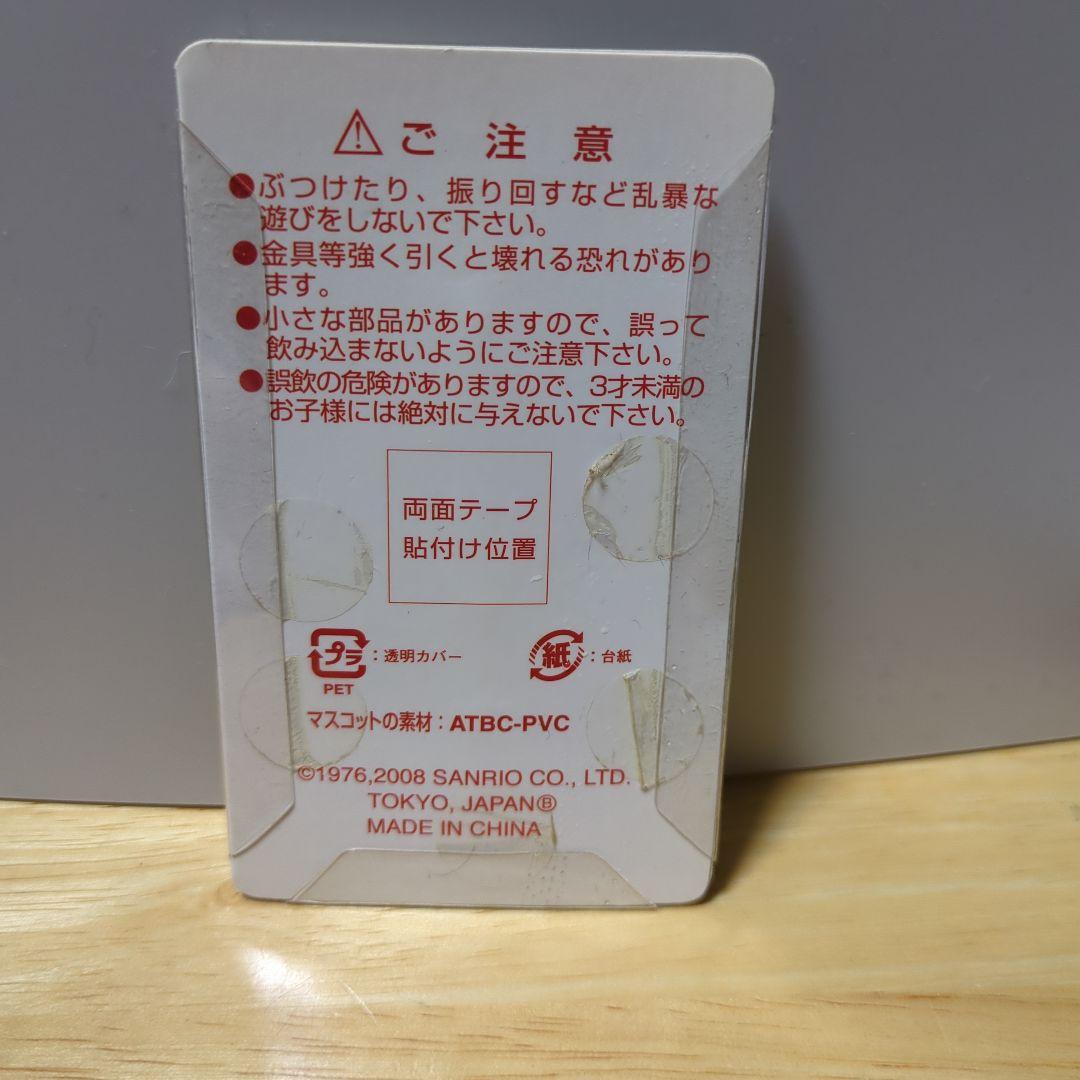 ⚠ご注意
●ぶつけたり、振り回すなど乱暴な
遊びをしないで下さい。
●金具等強く引くと壊れる恐れがあり
ます。
●小さな部品がありますので、誤って
飲み込まないようにご注意下さい。
●誤飲の危険がありますので、3才未満の
お子様には絶対に与えないで下さい。
両面テープ
貼付け位置
プラ：透明カバー
PET
紙：台紙
マスコットの素材：ATBC-PVC
©1976,2008 SANRIO CO., LTD.
TOKYO, JAPANⒷ
MADE IN CHINA